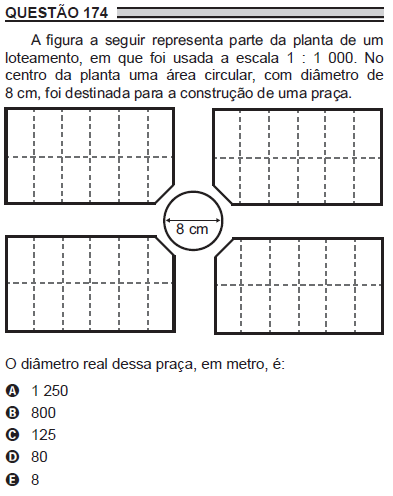 QUESTÃO 174
A figura a seguir representa parte da planta de um
loteamento, em que foi usada a escala 1 : 1 000. No
centro da planta uma área circular, com diâmetro de
8 cm, foi destinada para a construção de uma praça.
8 cm
O diâmetro real dessa praça, em metro, é:
A 1 250
B 800
C 125
D 80
E 8